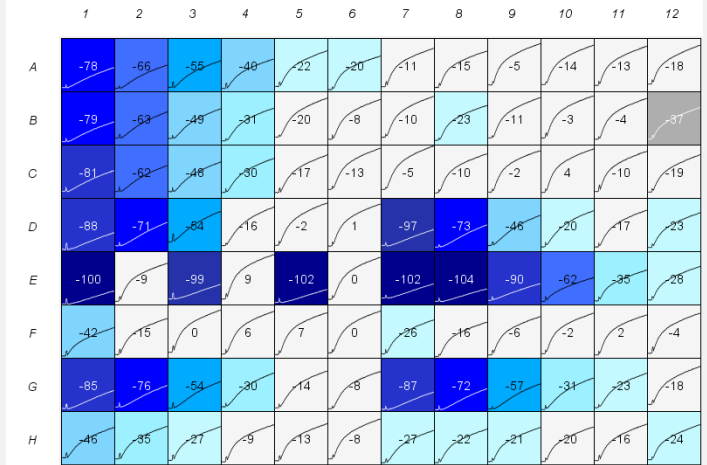 1 2 3 4 5 6 7 8 9 10 11 12
A -78 -66 -55 -40 -22 -20 -11 -15 -5 -14 -13 -18
B -79 -63 -49 -31 -20 -8 -10 -23 -11 -3 -4 -37
C -81 -62 -48 -30 -17 -13 -5 -10 -2 4 -10 -19
D -88 -71 -54 -16 -2 1 -97 -73 -46 -20 -17 -23
E -100 -9 -99 9 -102 0 -102 -104 -90 -62 -35 -28
F -42 -15 0 6 7 0 -26 -16 -6 -2 2 -4
G -85 -76 -54 -30 -14 -8 -87 -72 -57 -31 -23 -18
H -46 -35 -27 -9 -13 -8 -27 -22 -21 -20 -16 -24